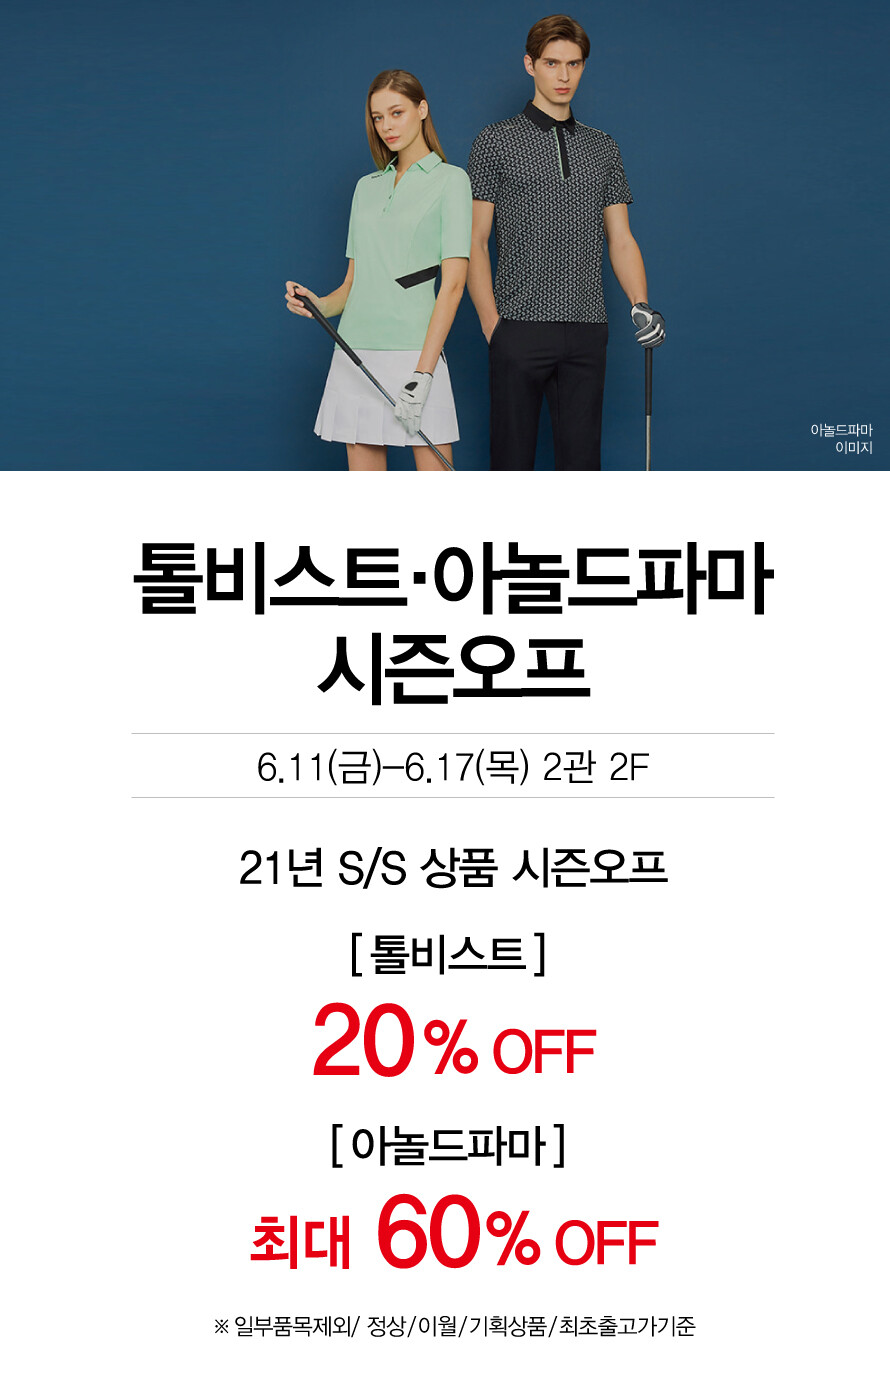 아놀드파마
이미지
톨비스트·아놀드파마
시즌오프
6.11(금)–6.17(목) 2관 2F
21년 S/S 상품 시즌오프
[ 톨비스트 ]
20% OFF
[ 아놀드파마 ]
최대 60% OFF
※ 일부품목제외/ 정상/이월/기획상품/최초출고가기준